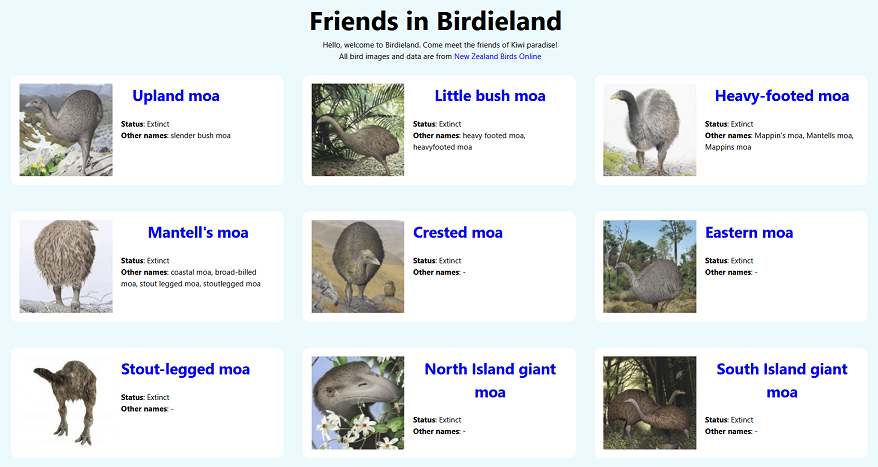 Friends in Birdieland
Hello, welcome to Birdieland. Come meet the friends of Kiwi paradise!
All bird images and data are from New Zealand Birds Online
Upland moa
Status: Extinct
Other names: slender bush moa
Little bush moa
Status: Extinct
Other names: heavy footed moa,
heavyfooted moa
Heavy-footed moa
Status: Extinct
Other names: Mappin's moa, Mantells moa,
Mappins moa
Mantell's moa
Status: Extinct
Other names: coastal moa, broad-billed
moa, stout legged moa, stoutlegged moa
Crested moa
Status: Extinct
Other names: -
Eastern moa
Status: Extinct
Other names: -
Stout-legged moa
Status: Extinct
Other names: -
North Island giant
moa
Status: Extinct
Other names: -
South Island giant
moa
Status: Extinct
Other names: -